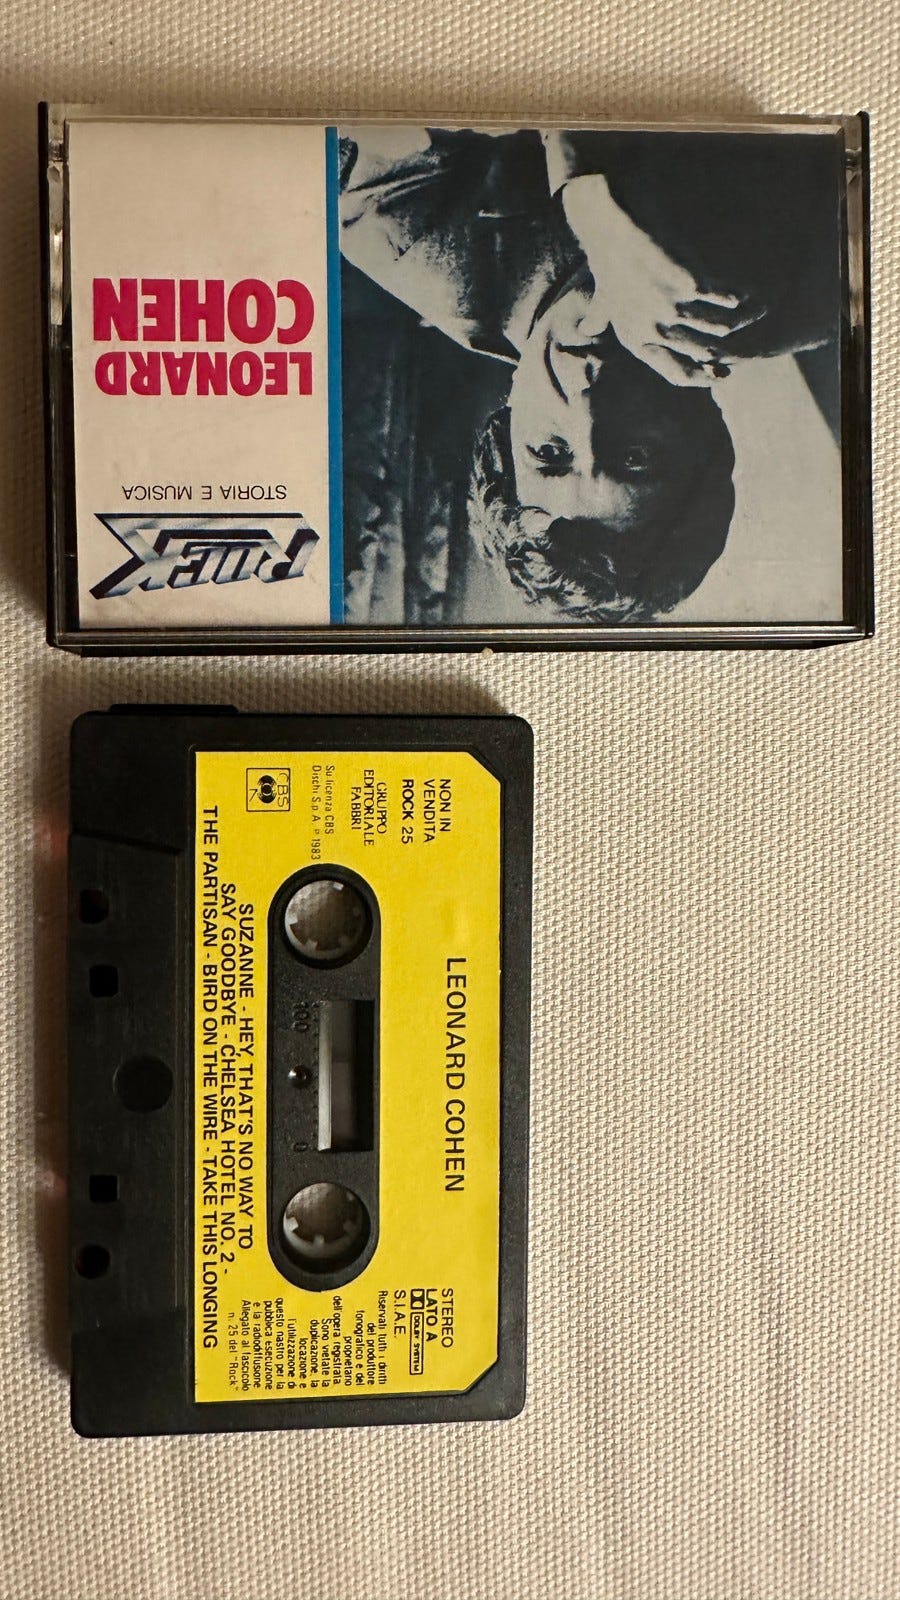 ROCK
STORIA E MUSICA
LEONARD
COHEN
NON IN
VENDITA
ROCK 25
GRUPPO
EDITORIALE
FABBRI
Su licenza CBS
Dischi S.p.A. ℗ 1983
CBS
LEONARD COHEN
STEREO
LATO A
DOLBY SYSTEM
S.I.A.E.
Riservati tutti i diritti
del produttore
fonografico e del
proprietario
dell'opera registrata.
Sono vietate la
duplicazione, la
locazione e
l'utilizzazione di
questo nastro per la
pubblica esecuzione
e la radiodiffusione
Allegato al fascicolo
n. 25 del "Rock"
100
0
SUZANNE - HEY, THAT'S NO WAY TO
SAY GOODBYE - CHELSEA HOTEL NO. 2 -
THE PARTISAN - BIRD ON THE WIRE - TAKE THIS LONGING